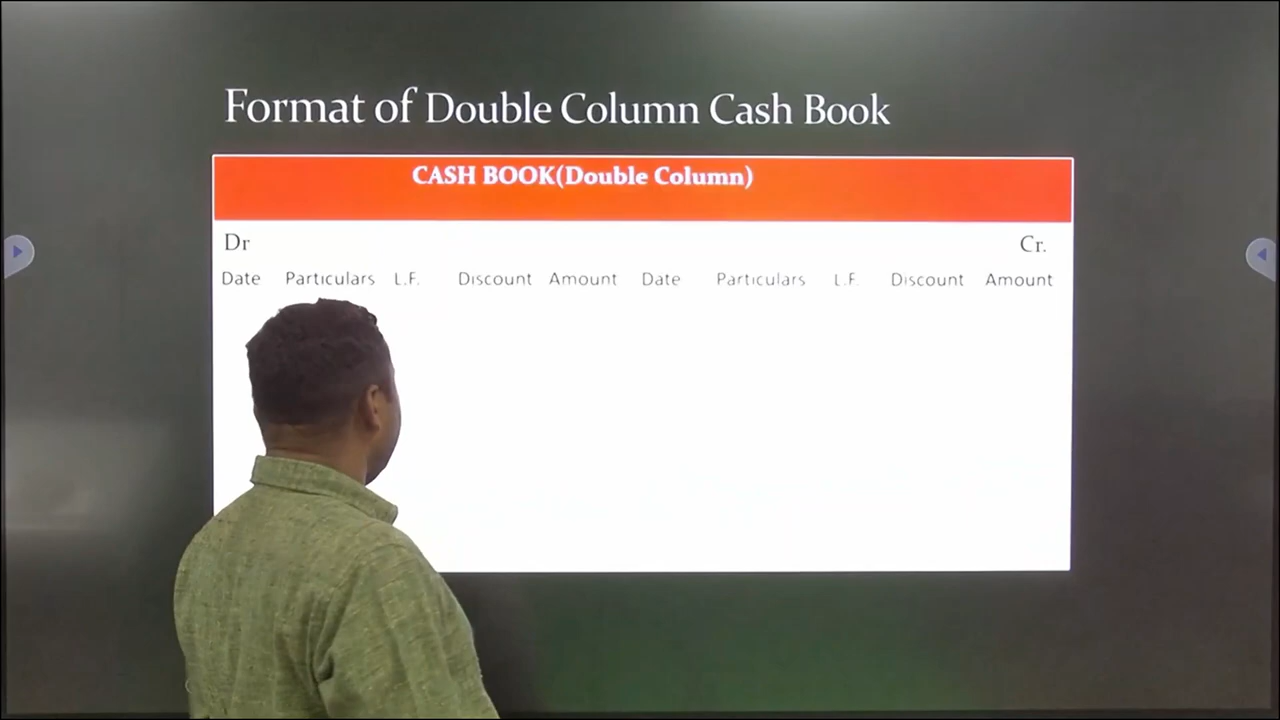 Format of Double Column Cash Book
CASH BOOK(Double Column)
Dr Cr.
Date Particulars L.F. Discount Amount Date Particulars L.F. Discount Amount